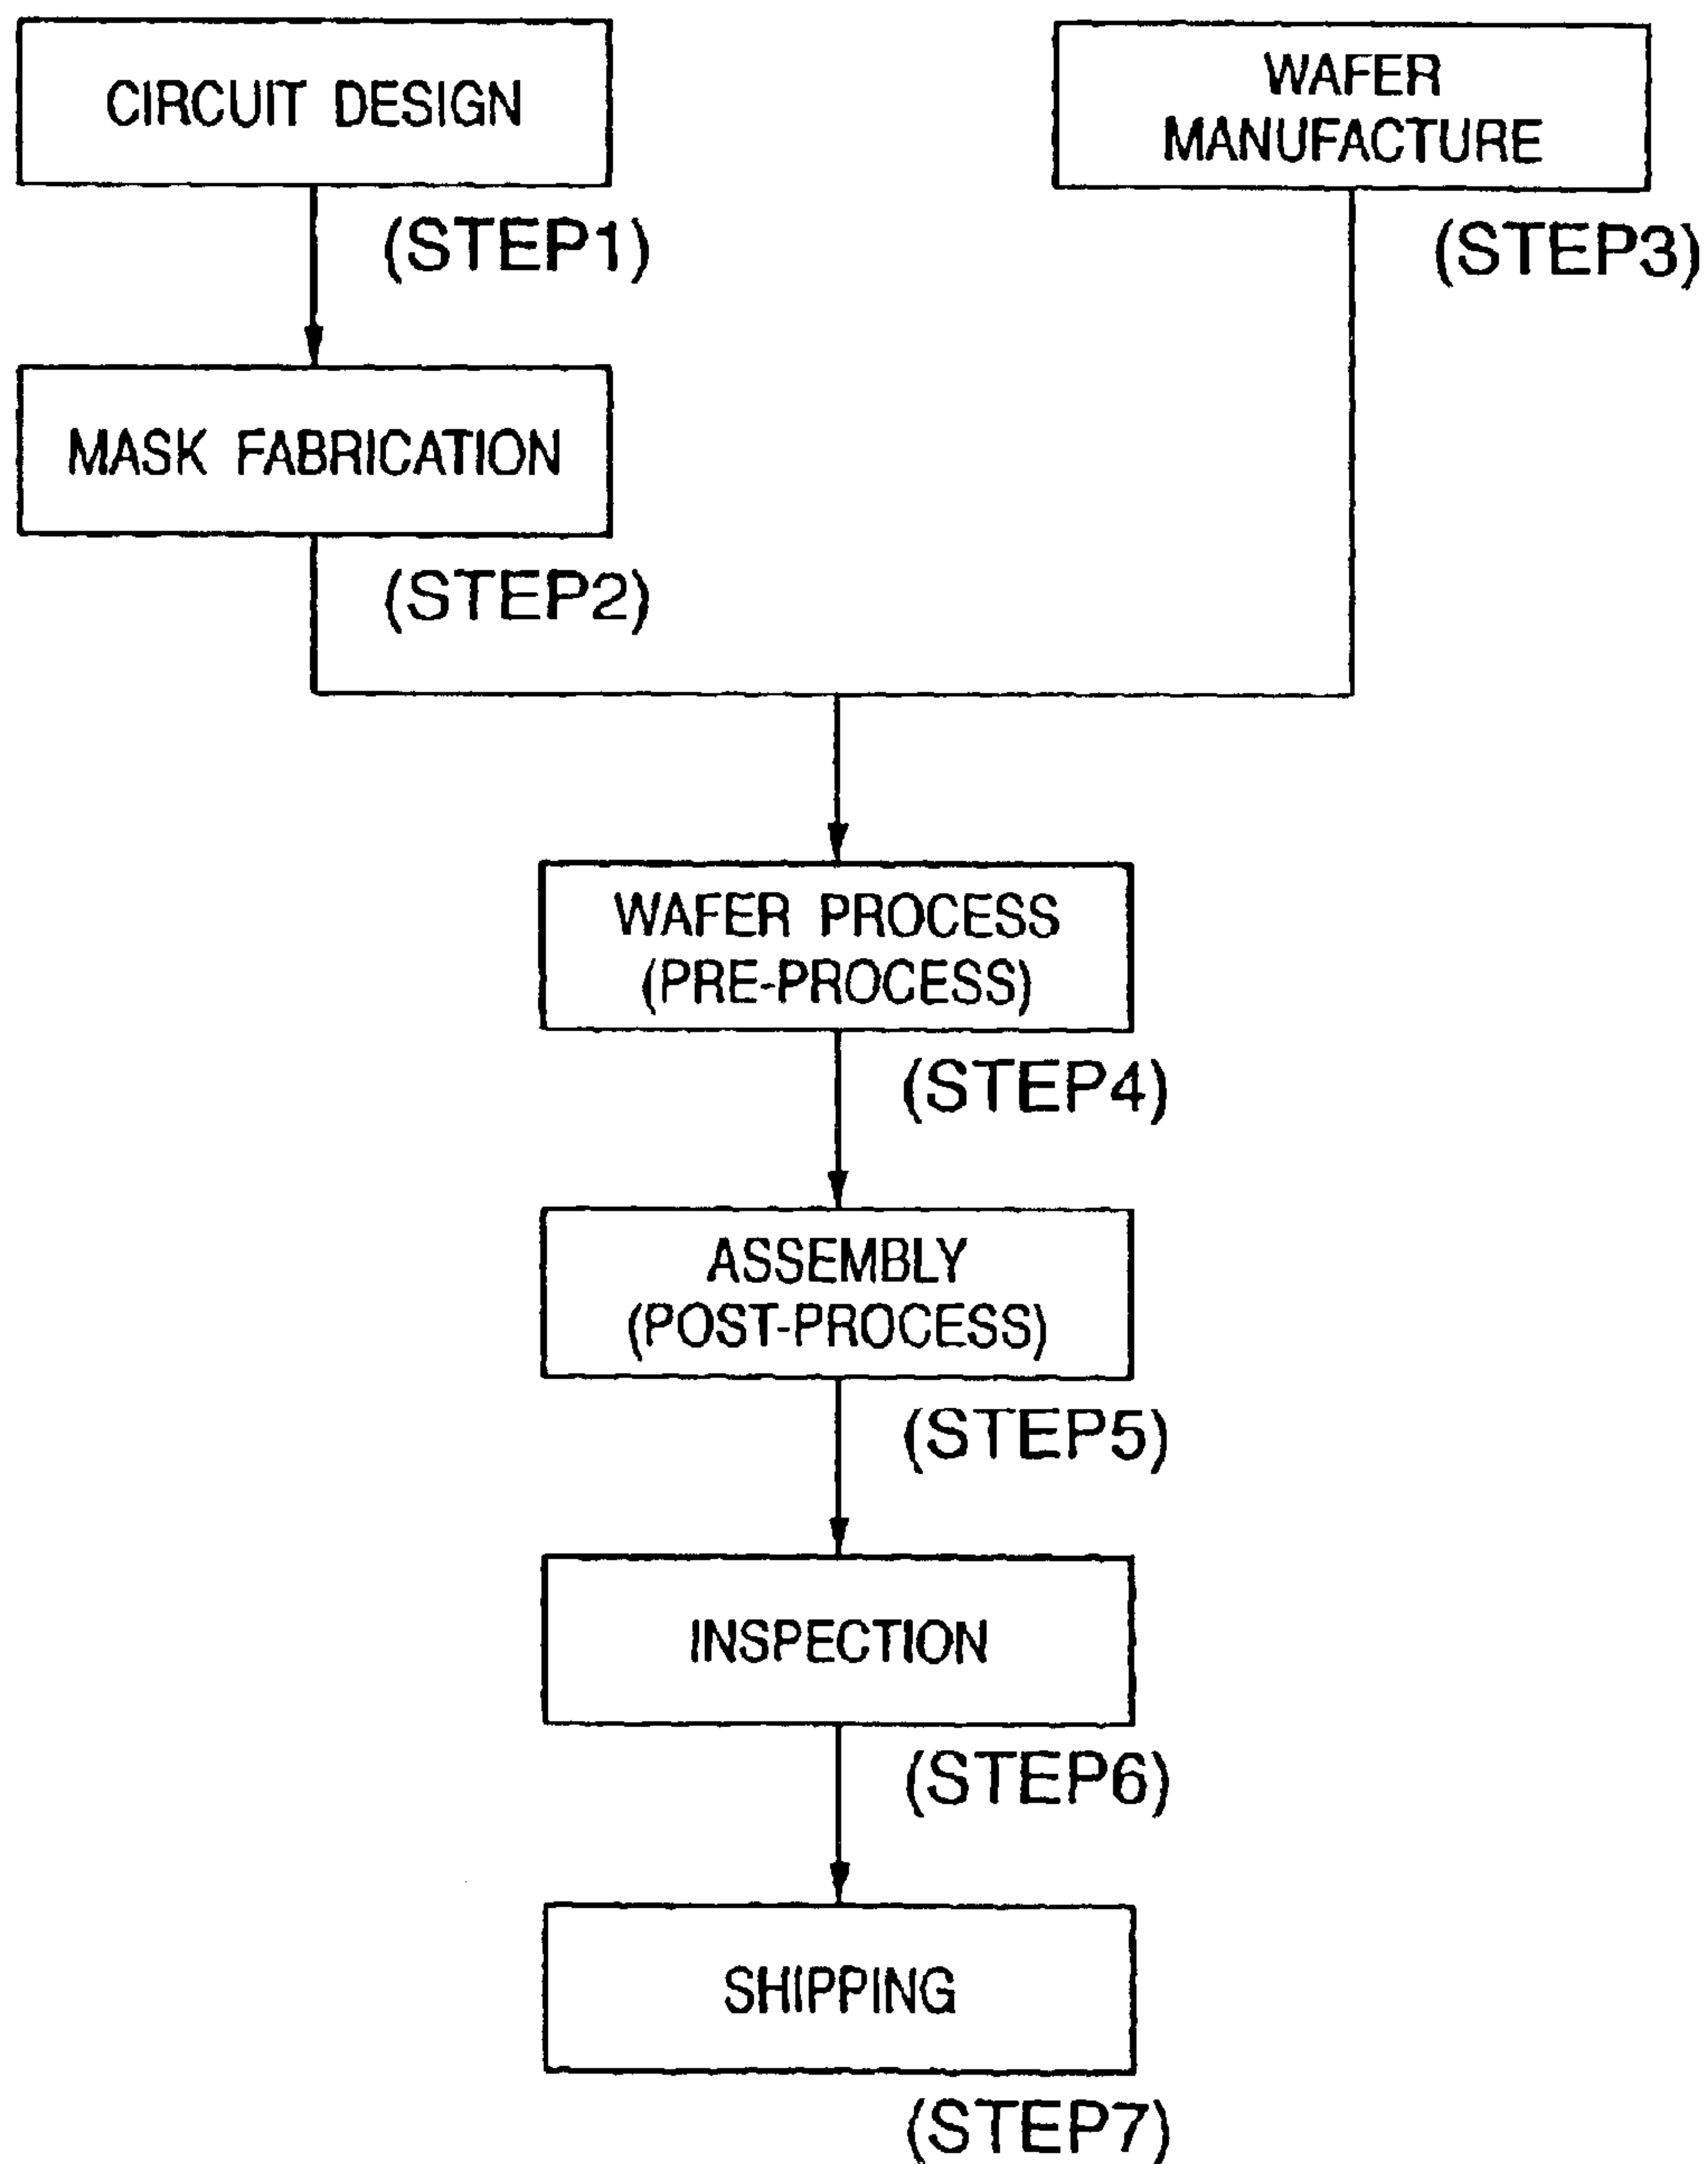 CIRCUIT DESIGN
(STEP1)
MASK FABRICATION
(STEP2)
WAFER
MANUFACTURE
(STEP3)
WAFER PROCESS
(PRE-PROCESS)
(STEP4)
ASSEMBLY
(POST-PROCESS)
(STEP5)
INSPECTION
(STEP6)
SHIPPING
(STEP7)